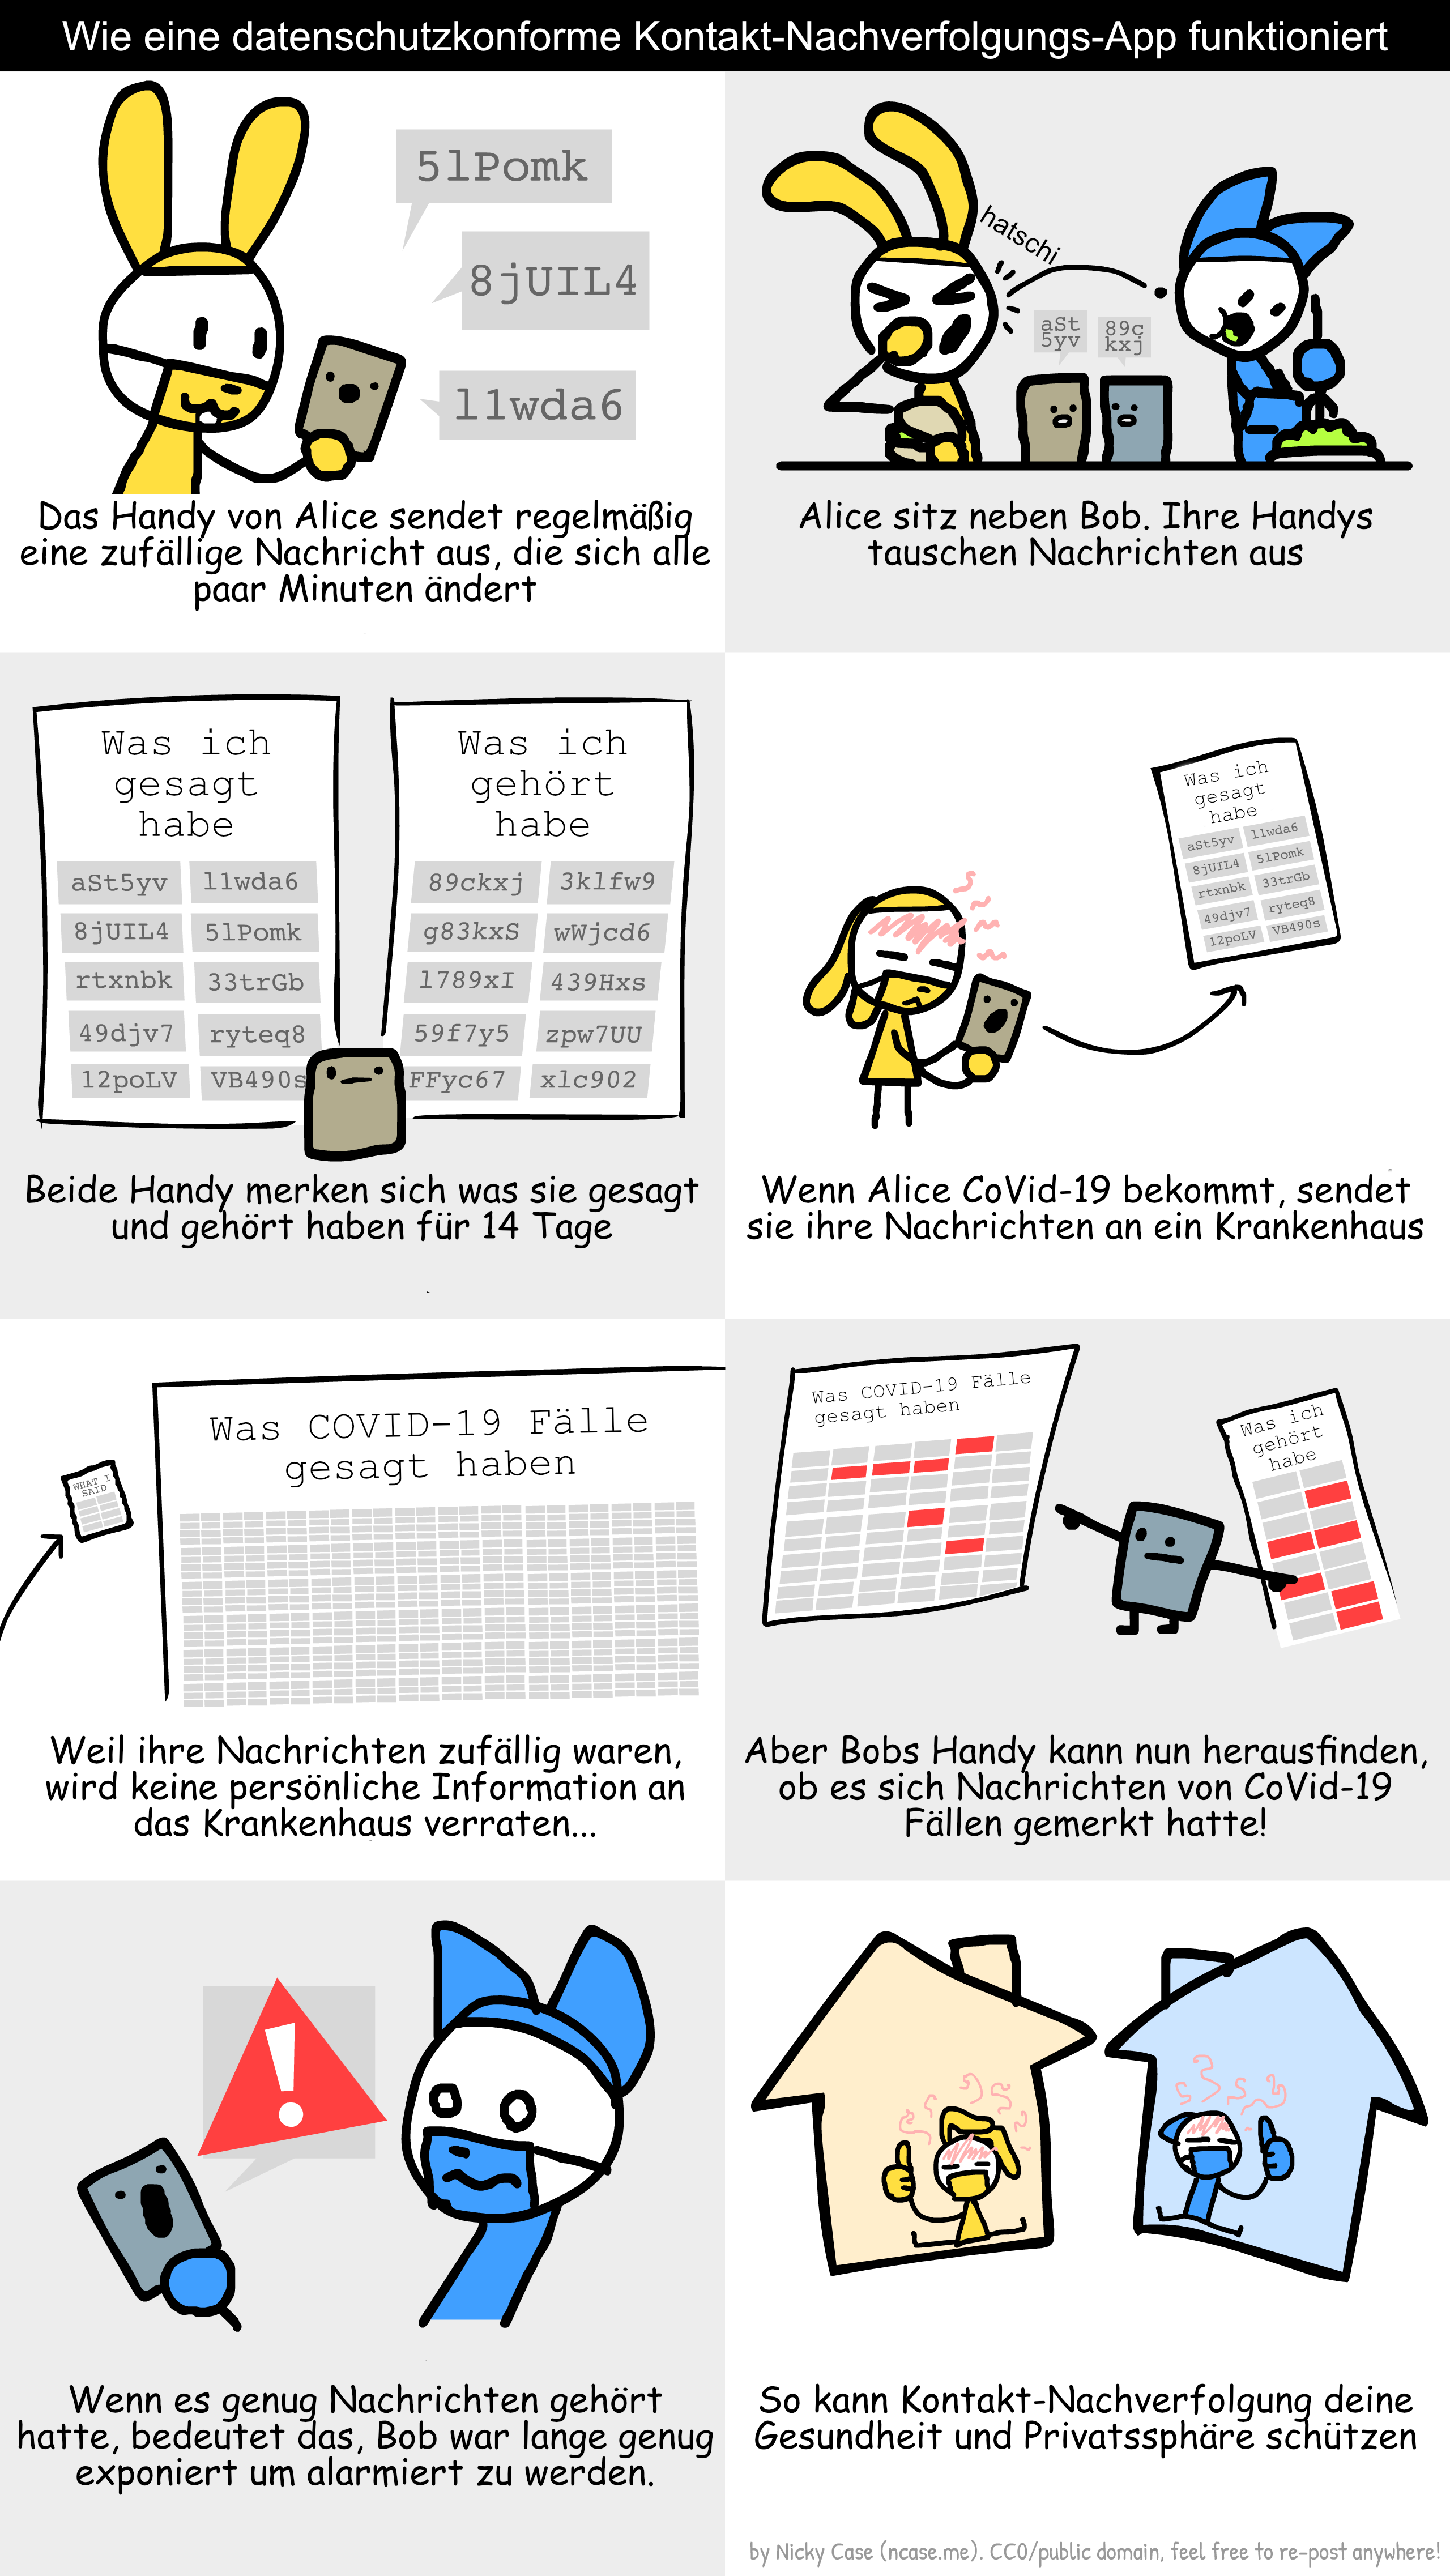 Wie eine datenschutzkonforme Kontakt-Nachverfolgungs-App funktioniert
5lPomk
8jUIL4
l1wda6
Das Handy von Alice sendet regelmäßig
eine zufällige Nachricht aus, die sich alle
paar Minuten ändert
hatschi
aSt
5yv
89c
kxj
Alice sitz neben Bob. Ihre Handys
tauschen Nachrichten aus
Was ich
gesagt
habe
aSt5yv l1wda6
8jUIL4 5lPomk
rtxnbk 33trGb
49djv7 ryteq8
12poLV VB490s
Was ich
gehört
habe
89ckxj 3klfw9
g83kxS wWjcd6
l789xI 439Hxs
59f7y5 zpw7UU
FFyc67 xlc902
Beide Handy merken sich was sie gesagt
und gehört haben für 14 Tage
Was ich
gesagt
habe
aSt5yv l1wda6
8jUIL4 5lPomk
rtxnbk 33trGb
49djv7 ryteq8
12poLV VB490s
Wenn Alice CoVid-19 bekommt, sendet
sie ihre Nachrichten an ein Krankenhaus
WHAT I
SAID
Was COVID-19 Fälle
gesagt haben
Weil ihre Nachrichten zufällig waren,
wird keine persönliche Information an
das Krankenhaus verraten...
Was COVID-19 Fälle
gesagt haben
Was ich
gehört
habe
Aber Bobs Handy kann nun herausfinden,
ob es sich Nachrichten von CoVid-19
Fällen gemerkt hatte!
!
Wenn es genug Nachrichten gehört
hatte, bedeutet das, Bob war lange genug
exponiert um alarmiert zu werden.
So kann Kontakt-Nachverfolgung deine
Gesundheit und Privatssphäre schützen
by Nicky Case (ncase.me). CC0/public domain, feel free to re-post anywhere!